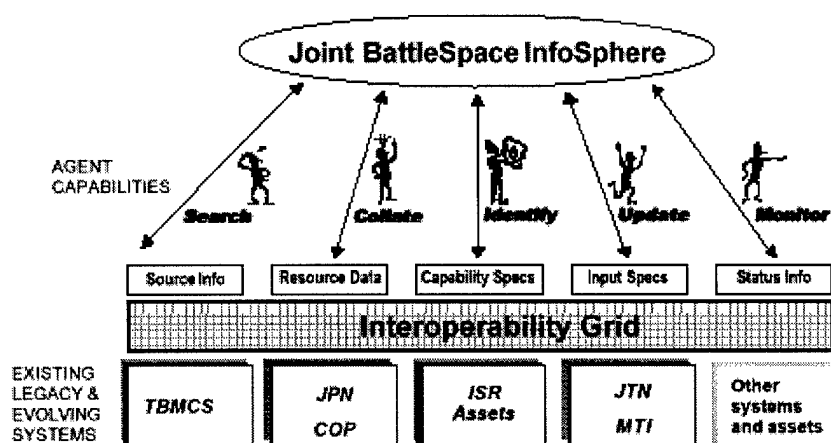 Joint BattleSpace InfoSphere
AGENT
CAPABILITIES
Search
Collate
Identify
Update
Monitor
Source Info
Resource Data
Capability Specs
Input Specs
Status Info
Interoperability Grid
EXISTING
LEGACY &
EVOLVING
SYSTEMS
TBMCS
JPN
COP
ISR
Assets
JTN
MTI
Other
systems
and assets